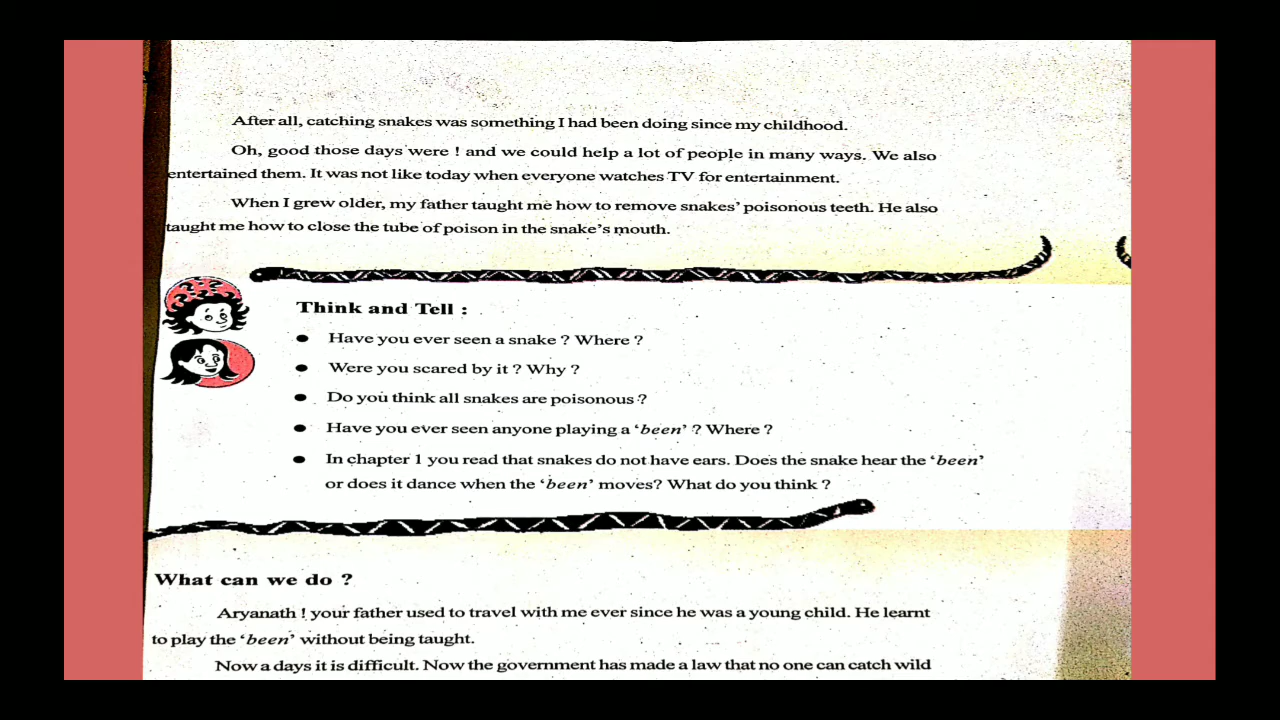 After all, catching snakes was something I had been doing since my childhood.
Oh, good those days were ! and we could help a lot of people in many ways. We also
entertained them. It was not like today when everyone watches TV for entertainment.
When I grew older, my father taught me how to remove snakes' poisonous teeth. He also
taught me how to close the tube of poison in the snake's mouth.
Think and Tell :
● Have you ever seen a snake ? Where ?
● Were you scared by it ? Why ?
● Do you think all snakes are poisonous ?
● Have you ever seen anyone playing a 'been' ? Where ?
● In chapter 1 you read that snakes do not have ears. Does the snake hear the 'been'
or does it dance when the 'been' moves? What do you think ?
What can we do ?
Aryanath ! your father used to travel with me ever since he was a young child. He learnt
to play the 'been' without being taught.
Now a days it is difficult. Now the government has made a law that no one can catch wild